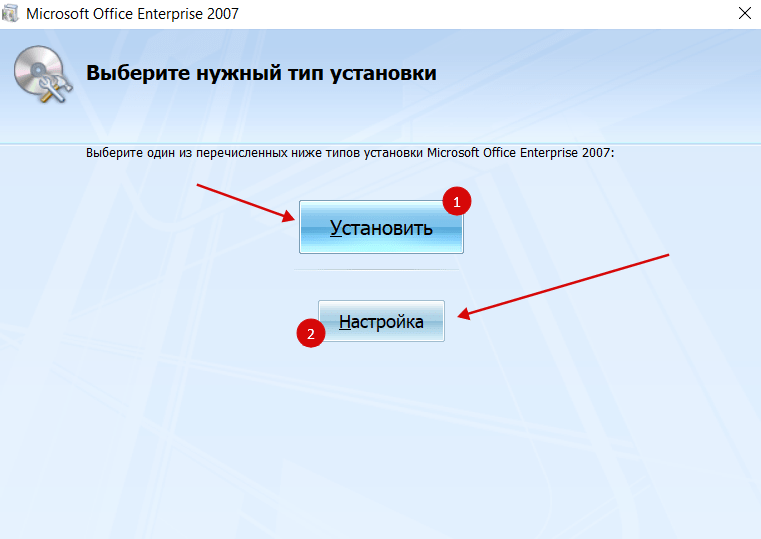 Microsoft Office Enterprise 2007
Выберите нужный тип установки
Выберите один из перечисленных ниже типов установки Microsoft Office Enterprise 2007:
1
Установить
Настройка
2